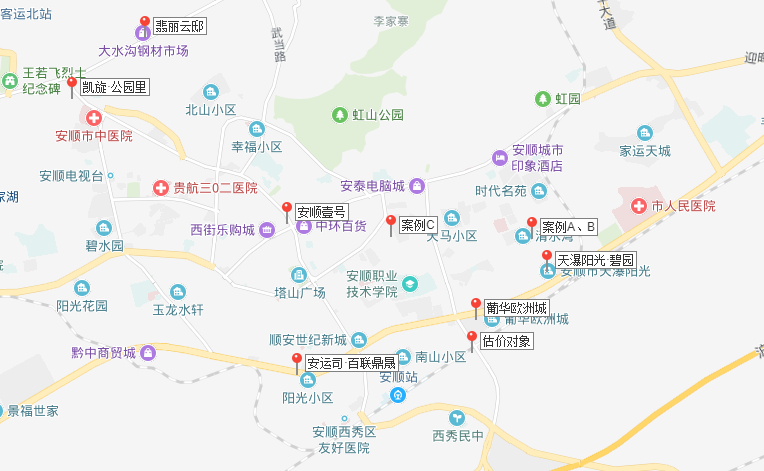 客运北站
翡丽云邸
大水沟钢材市场
武当路
李家寨
王若飞烈士
纪念碑
凯旋·公园里
北山小区
虹山公园
虹园
安顺市中医院
幸福小区
安顺城市
印象酒店
家运天城
安顺电视台
贵航三0二医院
安泰电脑城
时代名苑
市人民医院
家湖
安顺壹号
西街乐购城
中环百货
案例C
天马小区
案例A、B
清水湾
碧水园
天瀑阳光·碧园
安顺市天瀑阳光
塔山广场
安顺职业
技术学院
阳光花园
玉龙水轩
葡华欧洲城
葡华欧洲城
顺安世纪新城
估价对象
黔中商贸城
安运司·百联鼎晟
南山小区
阳光小区
安顺站
景福世家
安顺西秀区
友好医院
西秀民中
大道
院